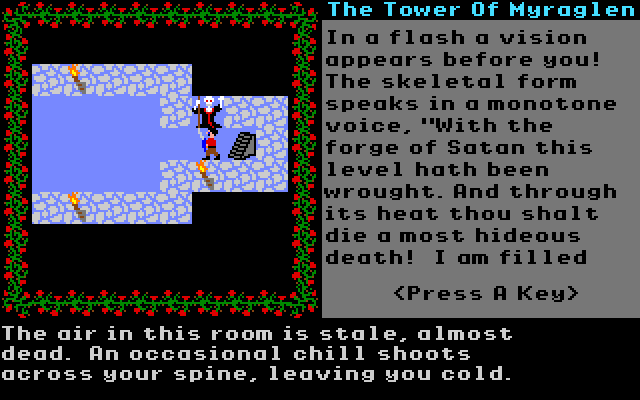 The Tower Of Myraglen
In a flash a vision
appears before you!
The skeletal form
speaks in a monotone
voice, "With the
forge of Satan this
level hath been
wrought. And through
its heat thou shalt
die a most hideous
death! I am filled
<Press A Key>
The air in this room is stale, almost
dead. An occasional chill shoots
across your spine, leaving you cold.